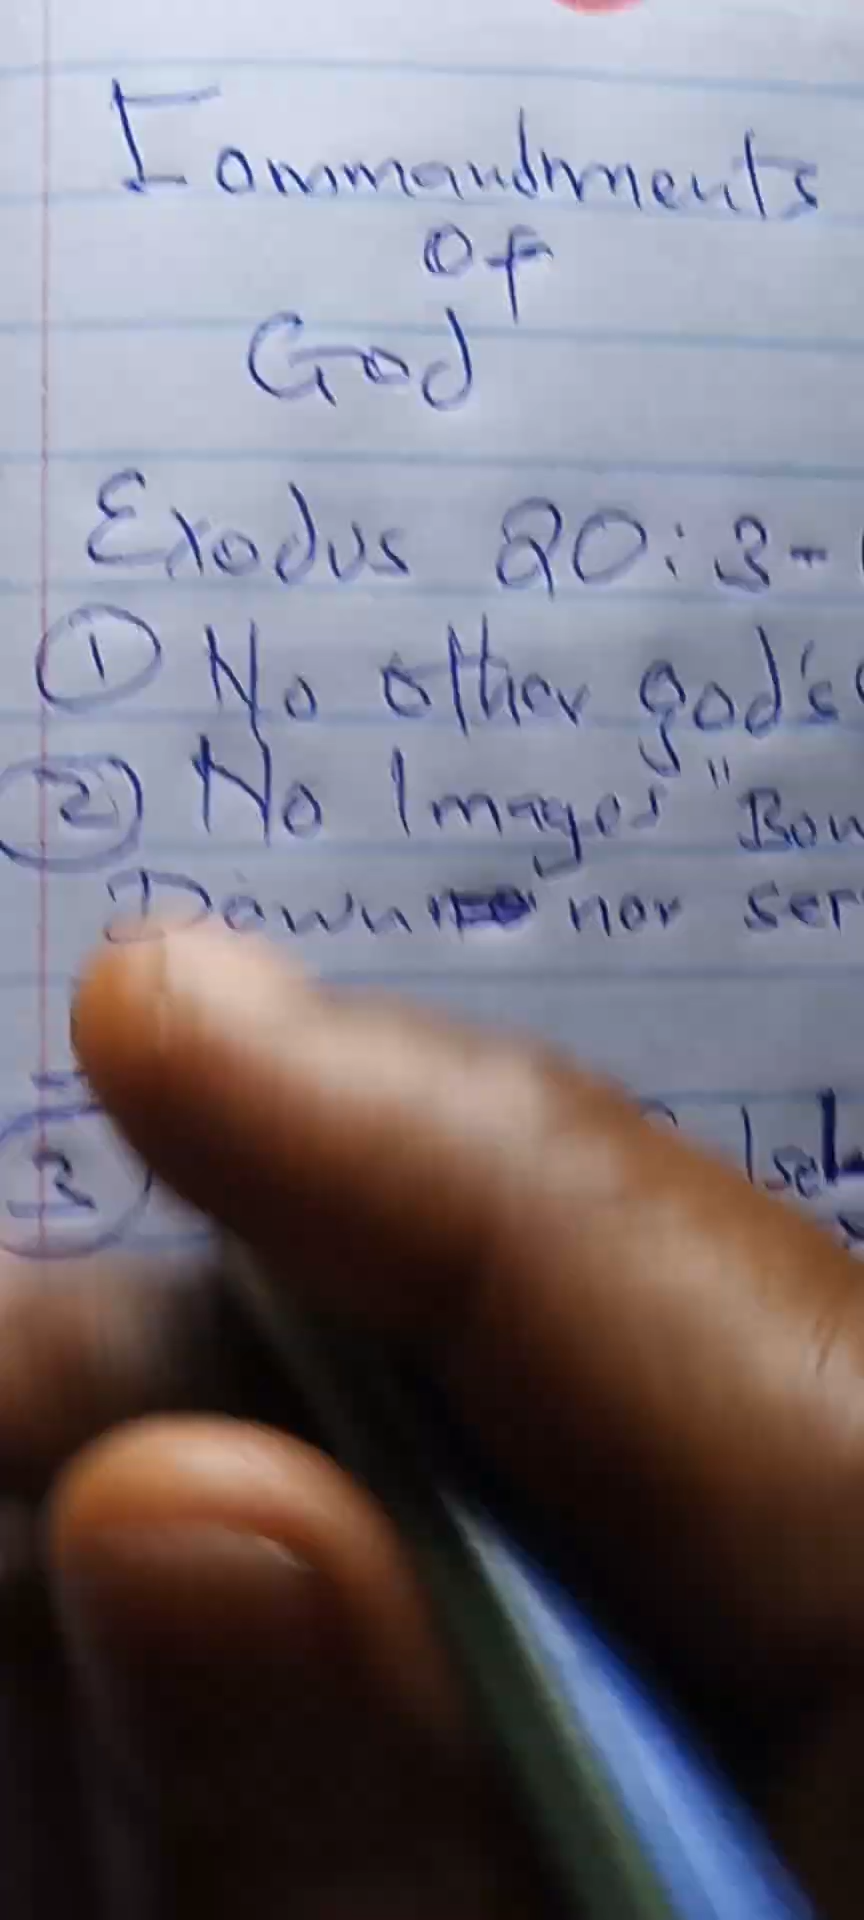 Commandments
Of
God
Exodus 20:3-
① No other god's
② No Images "Bow
Down" nor ser
③